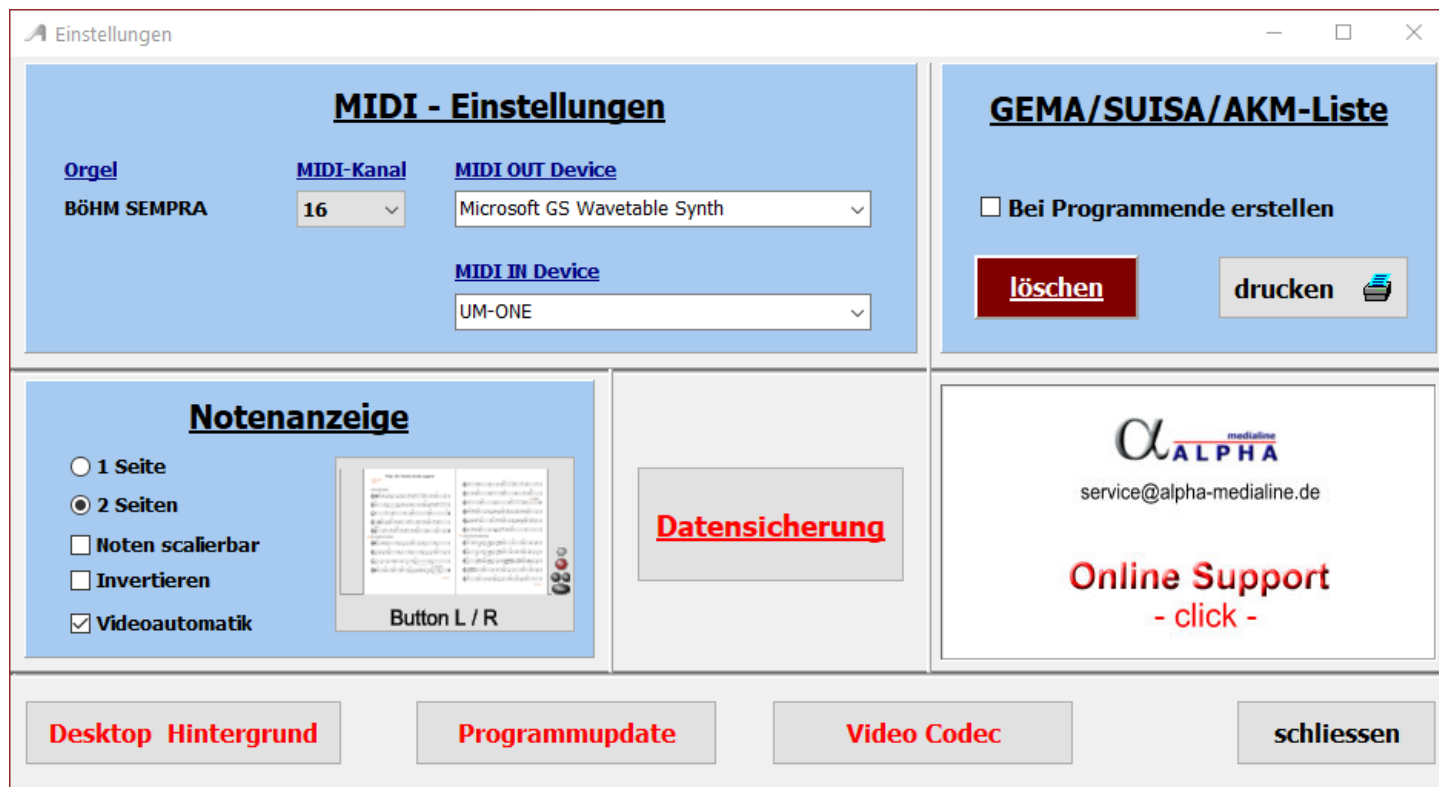 Einstellungen
MIDI - Einstellungen
Orgel
MIDI-Kanal
MIDI OUT Device
BöHM SEMPRA
16
Microsoft GS Wavetable Synth
MIDI IN Device
UM-ONE
GEMA/SUISA/AKM-Liste
Bei Programmende erstellen
löschen
drucken
Notenanzeige
1 Seite
2 Seiten
Noten scalierbar
Invertieren
Videoautomatik
Button L / R
Datensicherung
medialine
α ALPHA
service@alpha-medialine.de
Online Support
- click -
Desktop Hintergrund
Programmupdate
Video Codec
schliessen